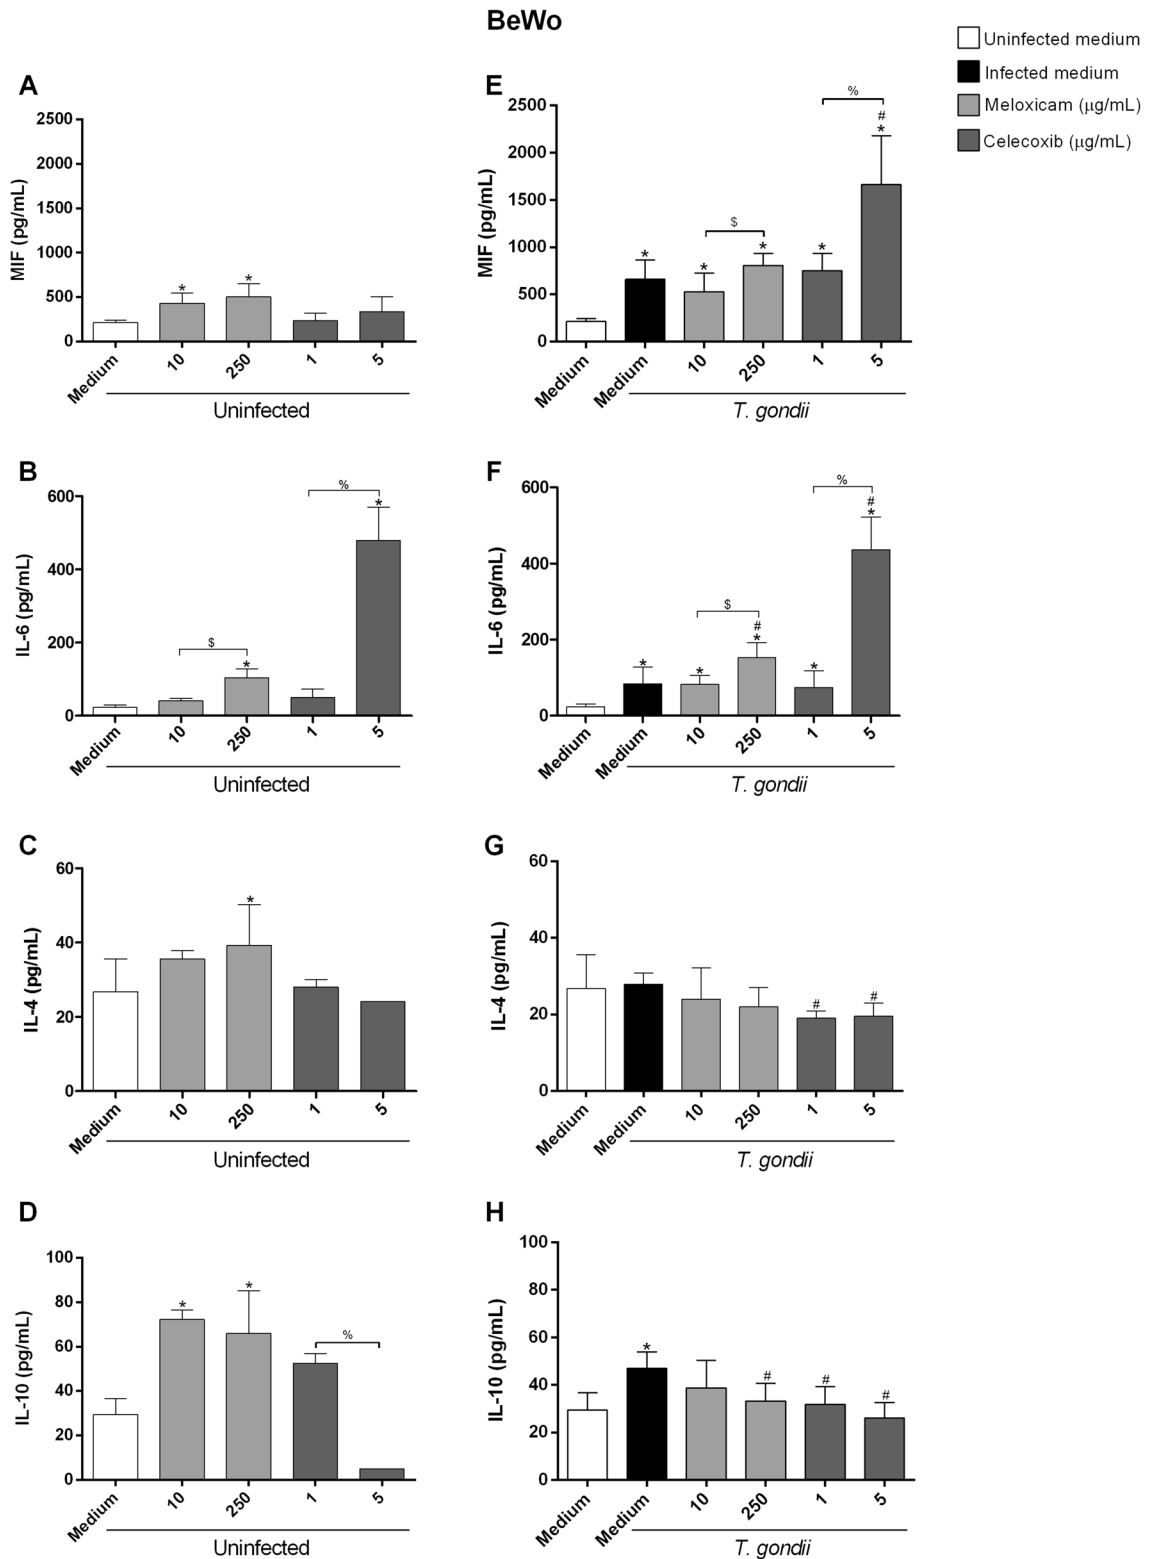 BeWo
Uninfected medium
Infected medium
Meloxicam (µg/mL)
Celecoxib (µg/mL)
A
MIF (pg/mL)
2500
2000
1500
1000
500
0
* *
Medium 10 250 1 5
Uninfected
E
MIF (pg/mL)
2500
2000
1500
1000
500
0
%
#
*
$
* * * *
Medium Medium 10 250 1 5
T. gondii
B
IL-6 (pg/mL)
600
400
200
0
%
*
$
*
Medium 10 250 1 5
Uninfected
F
IL-6 (pg/mL)
600
400
200
0
%
#
*
$
#
*
* * *
Medium Medium 10 250 1 5
T. gondii
C
IL-4 (pg/mL)
60
40
20
0
*
Medium 10 250 1 5
Uninfected
G
IL-4 (pg/mL)
60
40
20
0
# #
Medium Medium 10 250 1 5
T. gondii
D
IL-10 (pg/mL)
100
80
60
40
20
0
* *
%
Medium 10 250 1 5
Uninfected
H
IL-10 (pg/mL)
100
80
60
40
20
0
*
# # #
Medium Medium 10 250 1 5
T. gondii